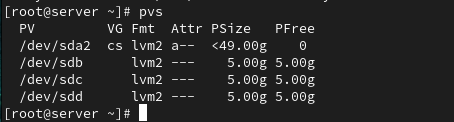 [root@server ~]# pvs
  PV         VG Fmt  Attr PSize   PFree
  /dev/sda2  cs lvm2 a--  <49.00g    0
  /dev/sdb      lvm2 ---    5.00g 5.00g
  /dev/sdc      lvm2 ---    5.00g 5.00g
  /dev/sdd      lvm2 ---    5.00g 5.00g
[root@server ~]#